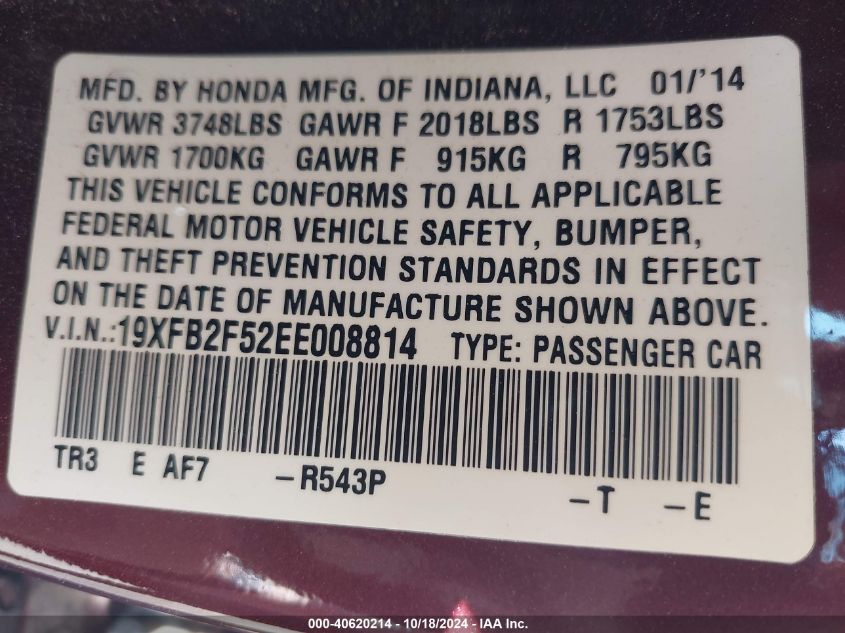 MFD. BY HONDA MFG. OF INDIANA, LLC 01/'14
GVWR 3748LBS GAWR F 2018LBS R 1753LBS
GVWR 1700KG GAWR F 915KG R 795KG
THIS VEHICLE CONFORMS TO ALL APPLICABLE
FEDERAL MOTOR VEHICLE SAFETY, BUMPER,
AND THEFT PREVENTION STANDARDS IN EFFECT
ON THE DATE OF MANUFACTURE SHOWN ABOVE.
V.I.N.:19XFB2F52EE008814 TYPE: PASSENGER CAR
TR3 E AF7 -R543P -T -E
000-40620214 - 10/18/2024 - IAA Inc.